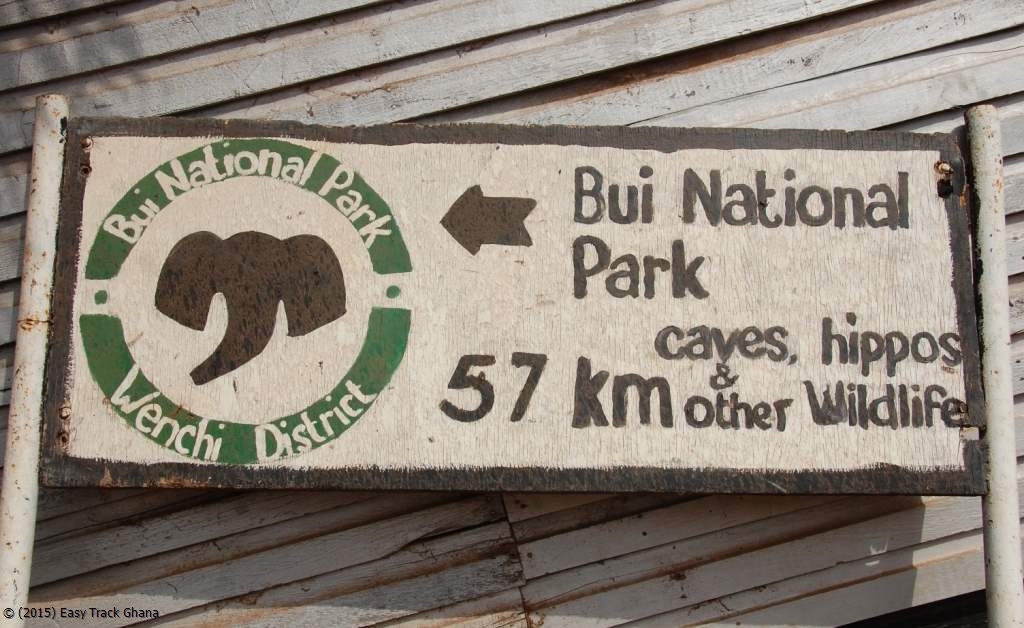 Bui National Park
Wenchi District
Bui National
Park
57 km
caves, hippos
&
other Wildlife
© (2015) Easy Track Ghana